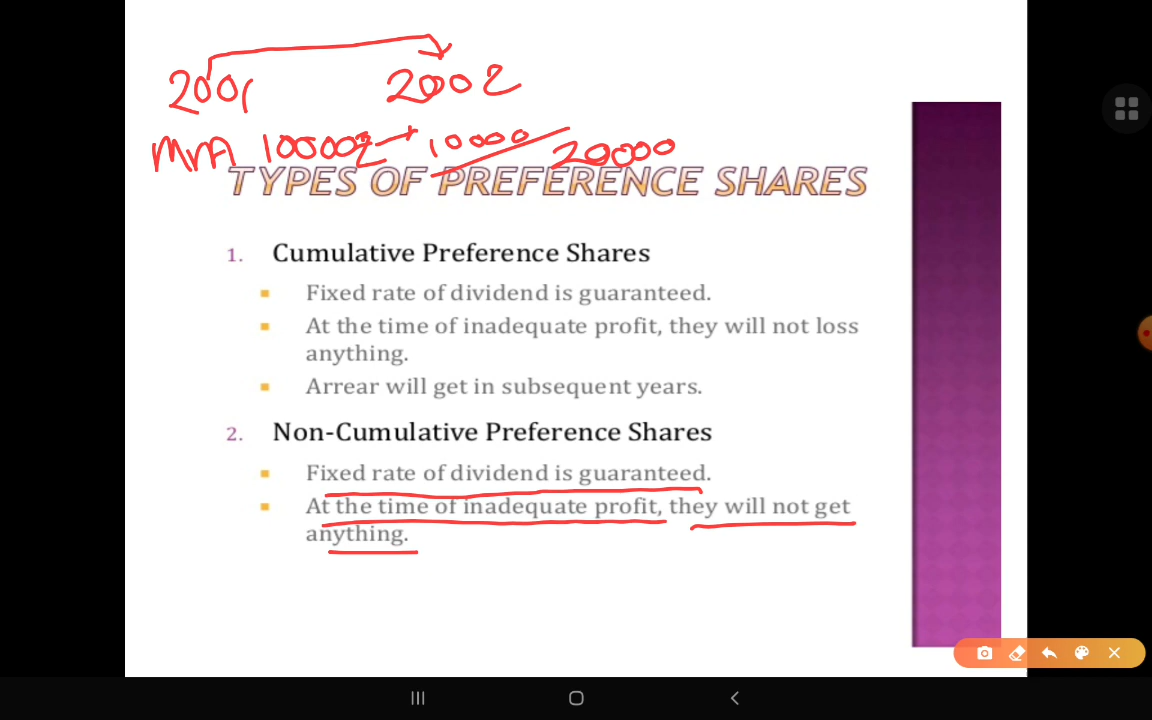 2001 2002
10000 10000 20000
TYPES OF PREFERENCE SHARES
1. Cumulative Preference Shares
Fixed rate of dividend is guaranteed.
At the time of inadequate profit, they will not loss
anything.
Arrear will get in subsequent years.
2. Non-Cumulative Preference Shares
Fixed rate of dividend is guaranteed.
At the time of inadequate profit, they will not get
anything.